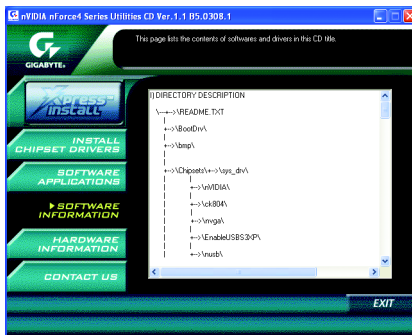 nVIDIA nForce4 Series Utilities CD Ver.1.1 B5.0308.1
GIGABYTE
This page lists the contents of softwares and drivers in this CD title.
Xpress
Install
INSTALL
CHIPSET DRIVERS
SOFTWARE
APPLICATIONS
SOFTWARE
INFORMATION
HARDWARE
INFORMATION
CONTACT US
I) DIRECTORY DESCRIPTION
\--+-->\README.TXT
+-->\BootDrv\
|
+-->\bmp\
|
+-->\Chipsets\+-->\sys_drv\
| +-->\nVIDIA\
| +-->\ck804\
| +-->\nvga\
| +-->\EnableUSBS3XP\
| +-->\nusb\
EXIT